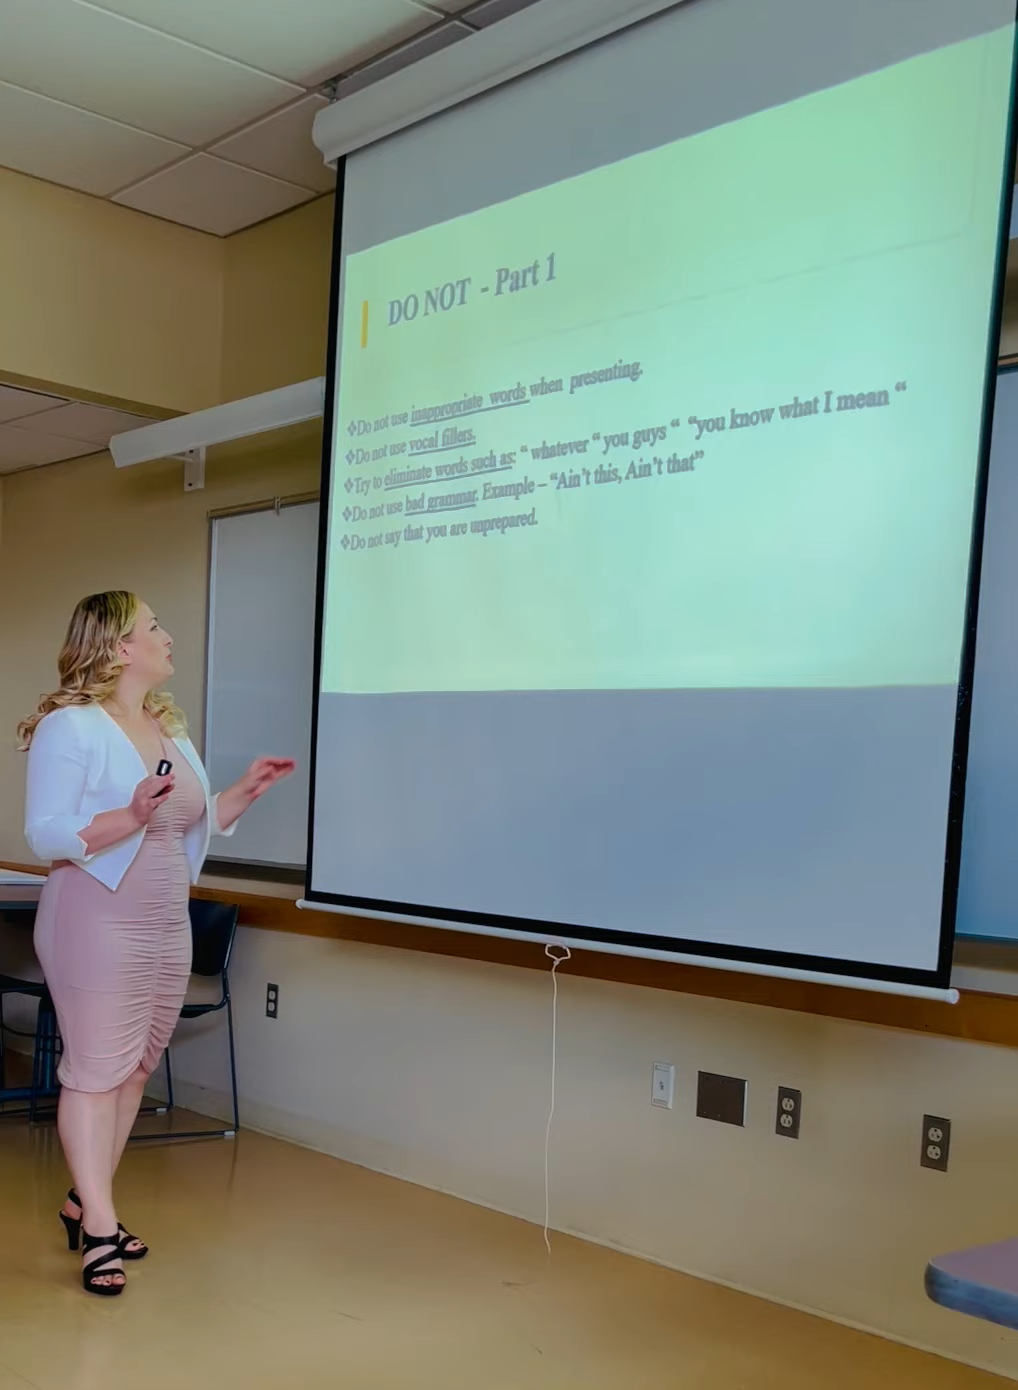 DO NOT - Part 1
❖Do not use inappropriate words when presenting.
❖Do not use vocal fillers.
❖Try to eliminate words such as: “ whatever “ you guys “ “you know what I mean “
❖Do not use bad grammar. Example – “Ain’t this, Ain’t that”
❖Do not say that you are unprepared.